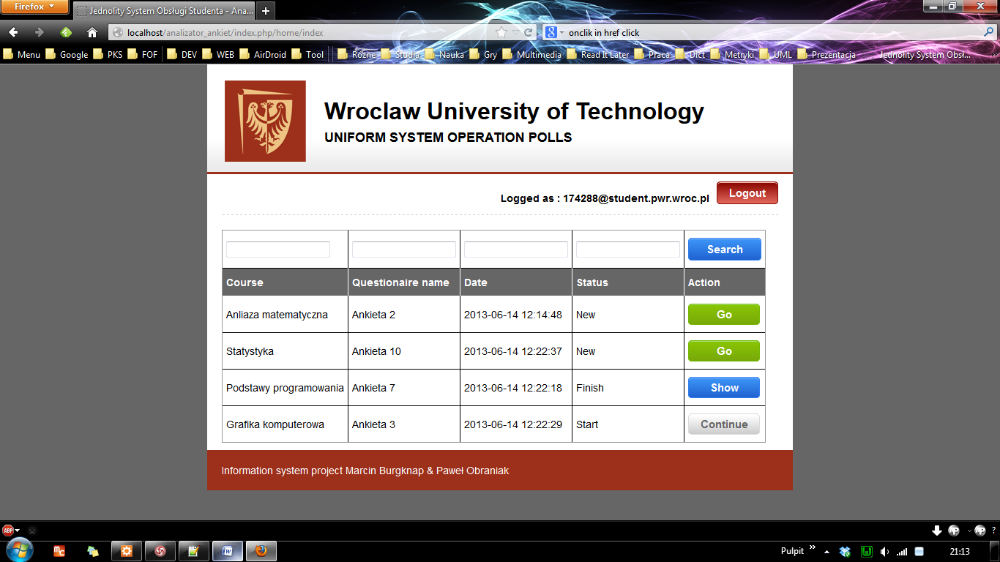 Firefox
Jednolity System Obsługi Studenta - Ana...
localhost/analizator_ankiet/index.php/home/index
onclik in href click
Menu Google PKS FOF DEV WEB AirDroid Tool Różne Studia Nauka Gry Multimedia Read It Later Praca Dict Metryki UML Prezentacja Jednolity System Obsł...
Wroclaw University of Technology
UNIFORM SYSTEM OPERATION POLLS
Logged as : 174288@student.pwr.wroc.pl Logout
Search
Course Questionaire name Date Status Action
Anliaza matematyczna Ankieta 2 2013-06-14 12:14:48 New Go
Statystyka Ankieta 10 2013-06-14 12:22:37 New Go
Podstawy programowania Ankieta 7 2013-06-14 12:22:18 Finish Show
Grafika komputerowa Ankieta 3 2013-06-14 12:22:29 Start Continue
Information system project Marcin Burgknap & Paweł Obraniak
ABP
Pulpit 21:13